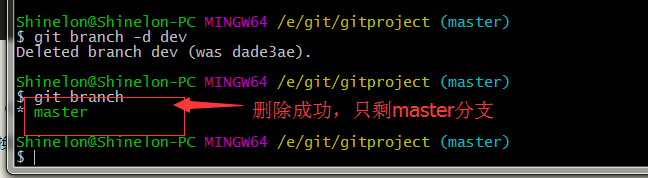 Shinelon@Shinelon-PC MINGW64 /e/git/gitproject (master)
$ git branch -d dev
Deleted branch dev (was dade3ae).
Shinelon@Shinelon-PC MINGW64 /e/git/gitproject (master)
$ git branch
* master
删除成功，只剩master分支
Shinelon@Shinelon-PC MINGW64 /e/git/gitproject (master)
$